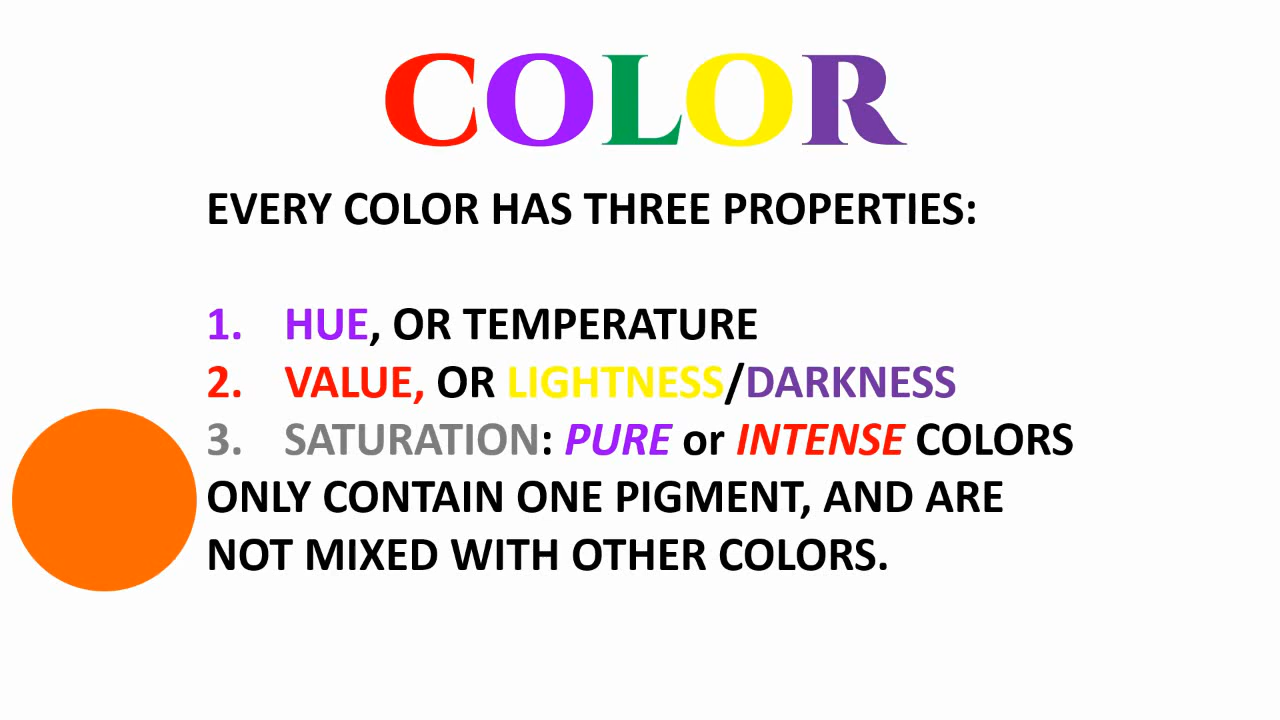 COLOR
EVERY COLOR HAS THREE PROPERTIES:
1. HUE, OR TEMPERATURE
2. VALUE, OR LIGHTNESS/DARKNESS
3. SATURATION: PURE or INTENSE COLORS
ONLY CONTAIN ONE PIGMENT, AND ARE
NOT MIXED WITH OTHER COLORS.